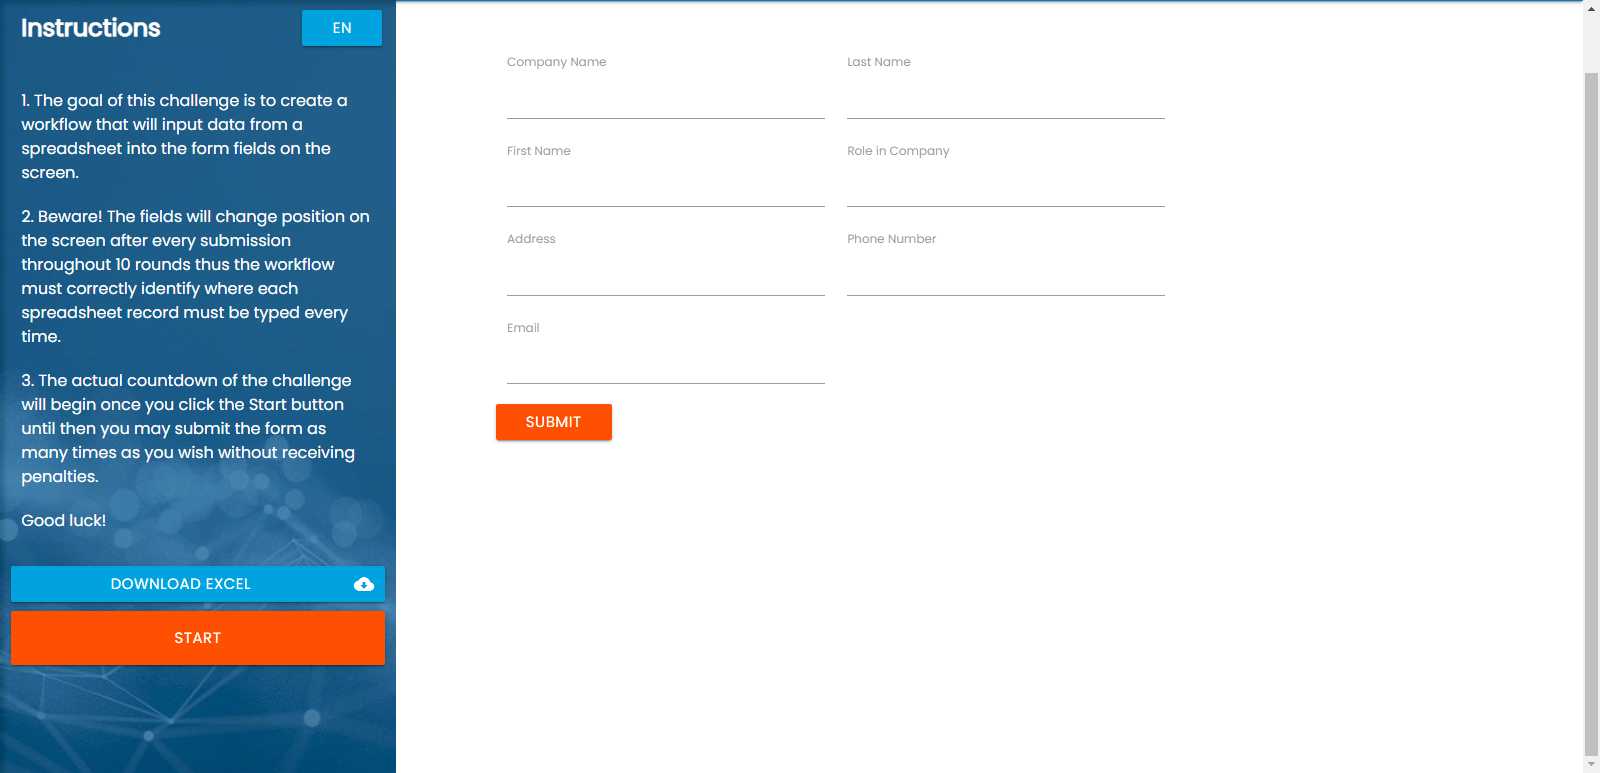 Instructions
EN
1. The goal of this challenge is to create a
workflow that will input data from a
spreadsheet into the form fields on the
screen.
2. Beware! The fields will change position on
the screen after every submission
throughout 10 rounds thus the workflow
must correctly identify where each
spreadsheet record must be typed every
time.
3. The actual countdown of the challenge
will begin once you click the Start button
until then you may submit the form as
many times as you wish without receiving
penalties.
Good luck!
DOWNLOAD EXCEL
START
Company Name
Last Name
First Name
Role in Company
Address
Phone Number
Email
SUBMIT